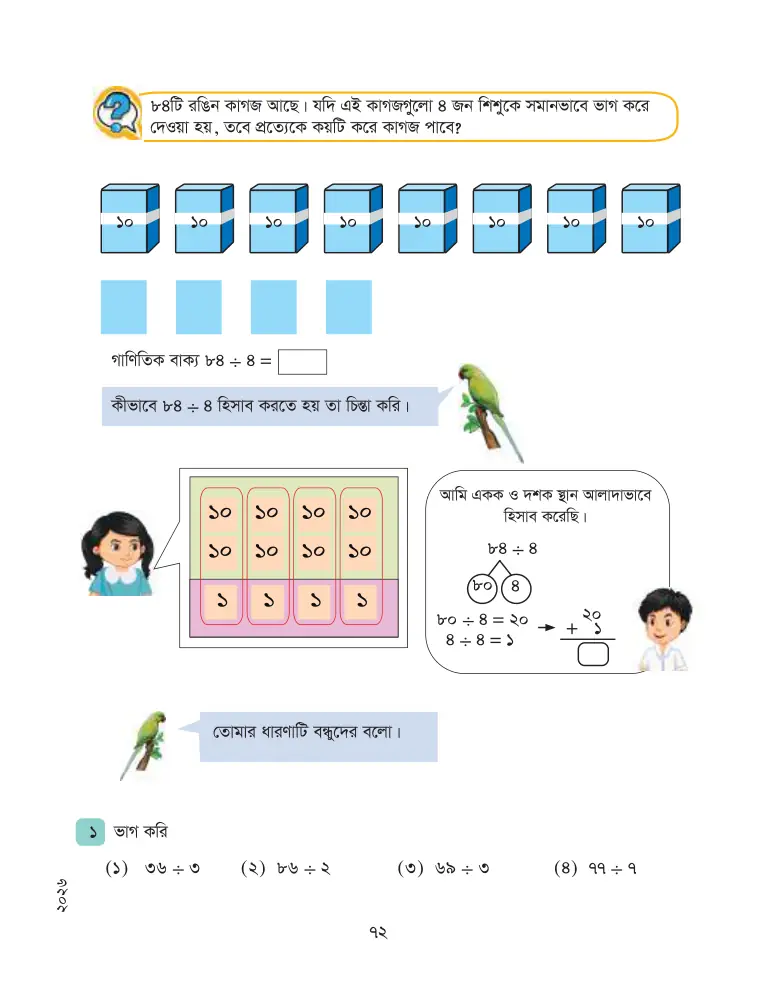 ৮৪টি রঙিন কাগজ আছে। যদি এই কাগজগুলো ৪ জন শিশুকে সমানভাবে ভাগ করে
দেওয়া হয়, তবে প্রত্যেকে কয়টি করে কাগজ পাবে?
১০ ১০ ১০ ১০ ১০ ১০ ১০ ১০
গাণিতিক বাক্য ৮৪ ÷ ৪ =
কীভাবে ৮৪ ÷ ৪ হিসাব করতে হয় তা চিন্তা করি।
১০ ১০ ১০ ১০
১০ ১০ ১০ ১০
১ ১ ১ ১
আমি একক ও দশক স্থান আলাদাভাবে
হিসাব করেছি।
৮৪ ÷ ৪
৮০ ৪
৮০ ÷ ৪ = ২০
৪ ÷ ৪ = ১
২০
+ ১
তোমার ধারণাটি বন্ধুদের বলো।
১ ভাগ করি
(১) ৩৬ ÷ ৩ (২) ৮৬ ÷ ২ (৩) ৬৯ ÷ ৩ (৪) ৭৭ ÷ ৭
২০২৬
৭২